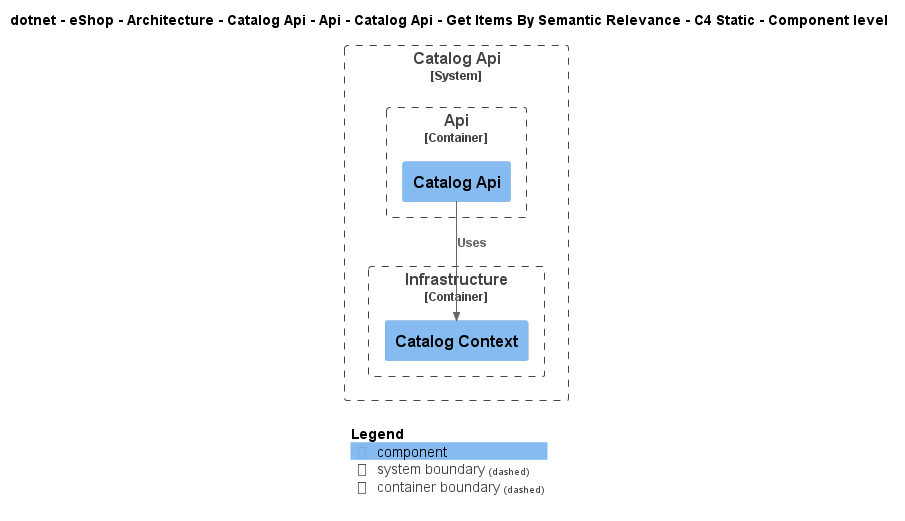 dotnet - eShop - Architecture - Catalog Api - Api - Catalog Api - Get Items By Semantic Relevance - C4 Static - Component level
Catalog Api
[System]
Api
[Container]
Catalog Api
Uses
Infrastructure
[Container]
Catalog Context
Legend
component
system boundary (dashed)
container boundary (dashed)